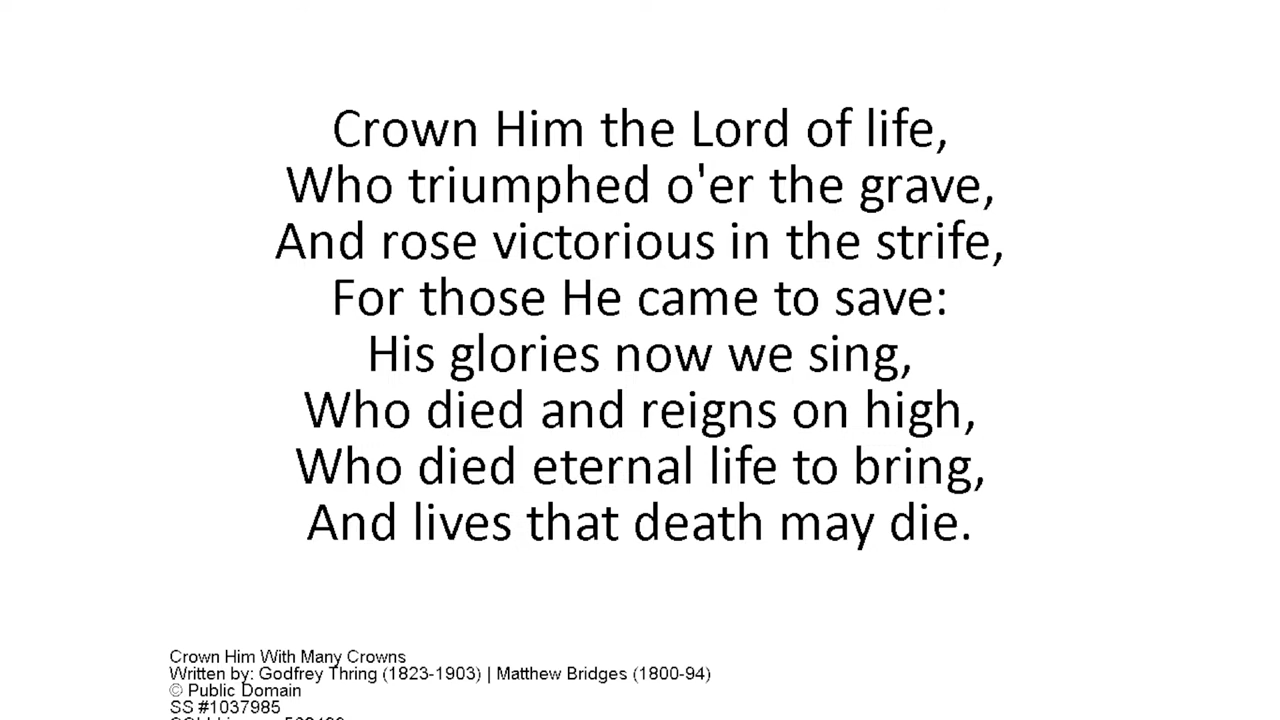 Crown Him the Lord of life,
Who triumphed o'er the grave,
And rose victorious in the strife,
For those He came to save:
His glories now we sing,
Who died and reigns on high,
Who died eternal life to bring,
And lives that death may die.
Crown Him With Many Crowns
Written by: Godfrey Thring (1823-1903) | Matthew Bridges (1800-94)
© Public Domain
SS #1037985